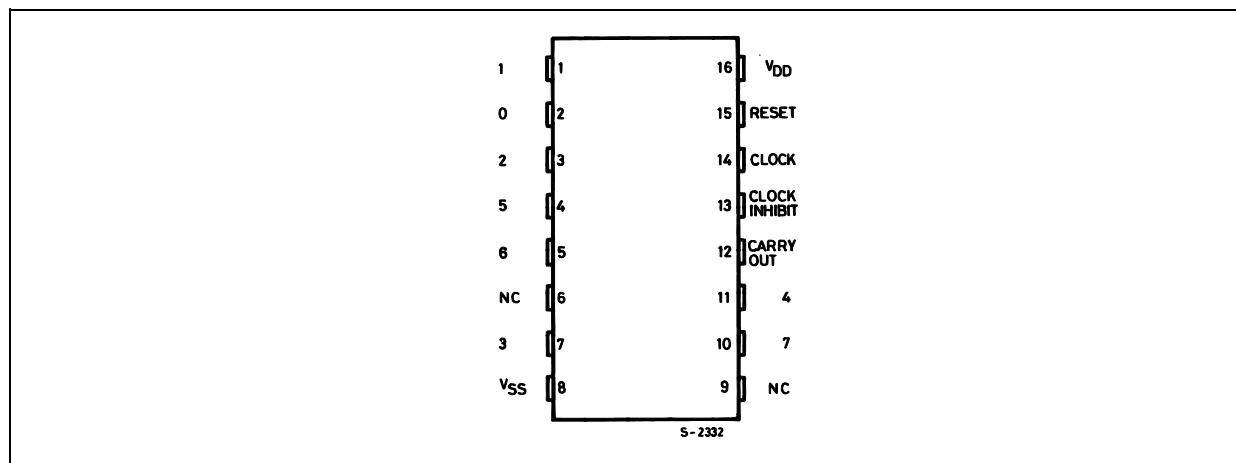 1 1 16 VDD
0 2 15 RESET
2 3 14 CLOCK
5 4 13 CLOCK
INHIBIT
6 5 12 CARRY
OUT
NC 6 11 4
3 7 10 7
VSS 8 9 NC
S-2332